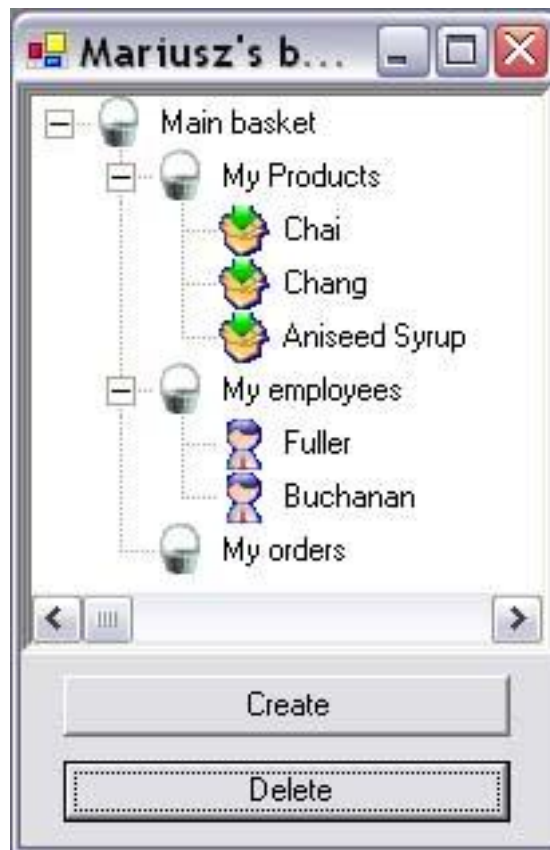 Mariusz's b...
Main basket
My Products
Chai
Chang
Aniseed Syrup
My employees
Fuller
Buchanan
My orders
Create
Delete